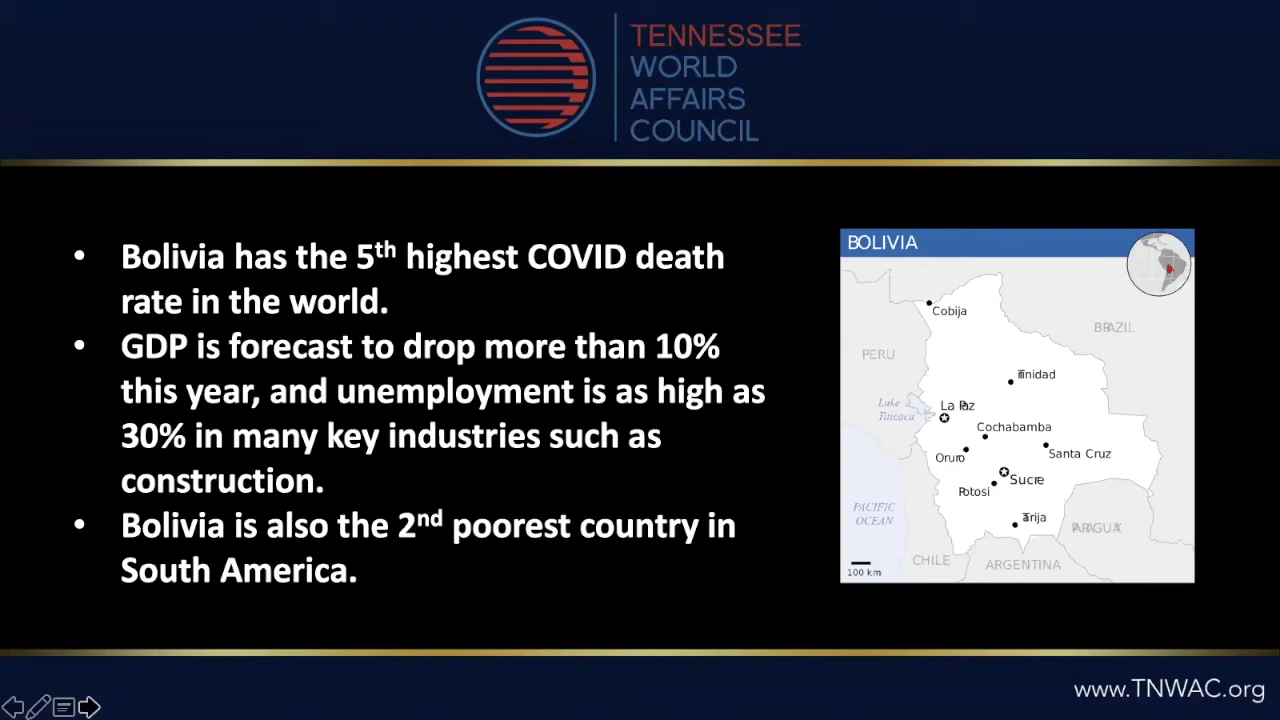 TENNESSEE
WORLD
AFFAIRS
COUNCIL
• Bolivia has the 5th highest COVID death
rate in the world.
• GDP is forecast to drop more than 10%
this year, and unemployment is as high as
30% in many key industries such as
construction.
• Bolivia is also the 2nd poorest country in
South America.
BOLIVIA
Cobija
BRAZIL
PERU
Trinidad
Lake
Titicaca
La Paz
Cochabamba
Oruro
Santa Cruz
Sucre
Potosi
PACIFIC
OCEAN
Tarija
PARAGUAY
CHILE
ARGENTINA
100 km
www.TNWAC.org